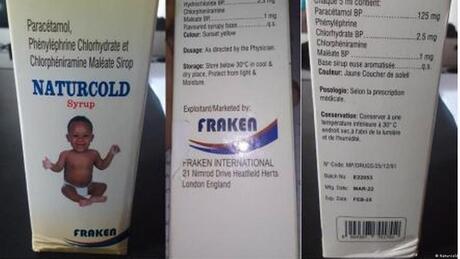 Paracétamol,
Phényléphrine Chlorhydrate et
Chlorphéniramine Maléate Sirop
NATURCOLD
Syrup
FRAKEN
Hydrochloride BP
Chlorpheniramine
Maleate BP 1 mg
Flavoured syrupy base q.s.
Colour: Sunset yellow
Dosage: As directed by the Physician.
Storage: Store below 30°C in cool &
dry place, Protect from light &
Moisture.
Exploitant/Marketed by:
FRAKEN
FRAKEN INTERNATIONAL
21 Nimrod Drive Heatfield Herts
London England
Chaque 5 ml contient:
Paracétamol BP 125 mg
Phényléphrine
Chlorhydrate BP 2.5 mg
Chlorphéniramine
Maléate BP 1 mg
Base sirop euse aromatisée q.s.
Couleur: Jaune Coucher de soleil
Posologie: Selon la prescription
médicale.
Conservation: Conserver à une
température inférieure à 30° C
endroit sec à l'abri de la lumière
et de l'humidité.
N° Code: MP/DRUGS/25/12/91
Batch E22053
Mfg. Date MAR-22
Exp. Date FEB-25